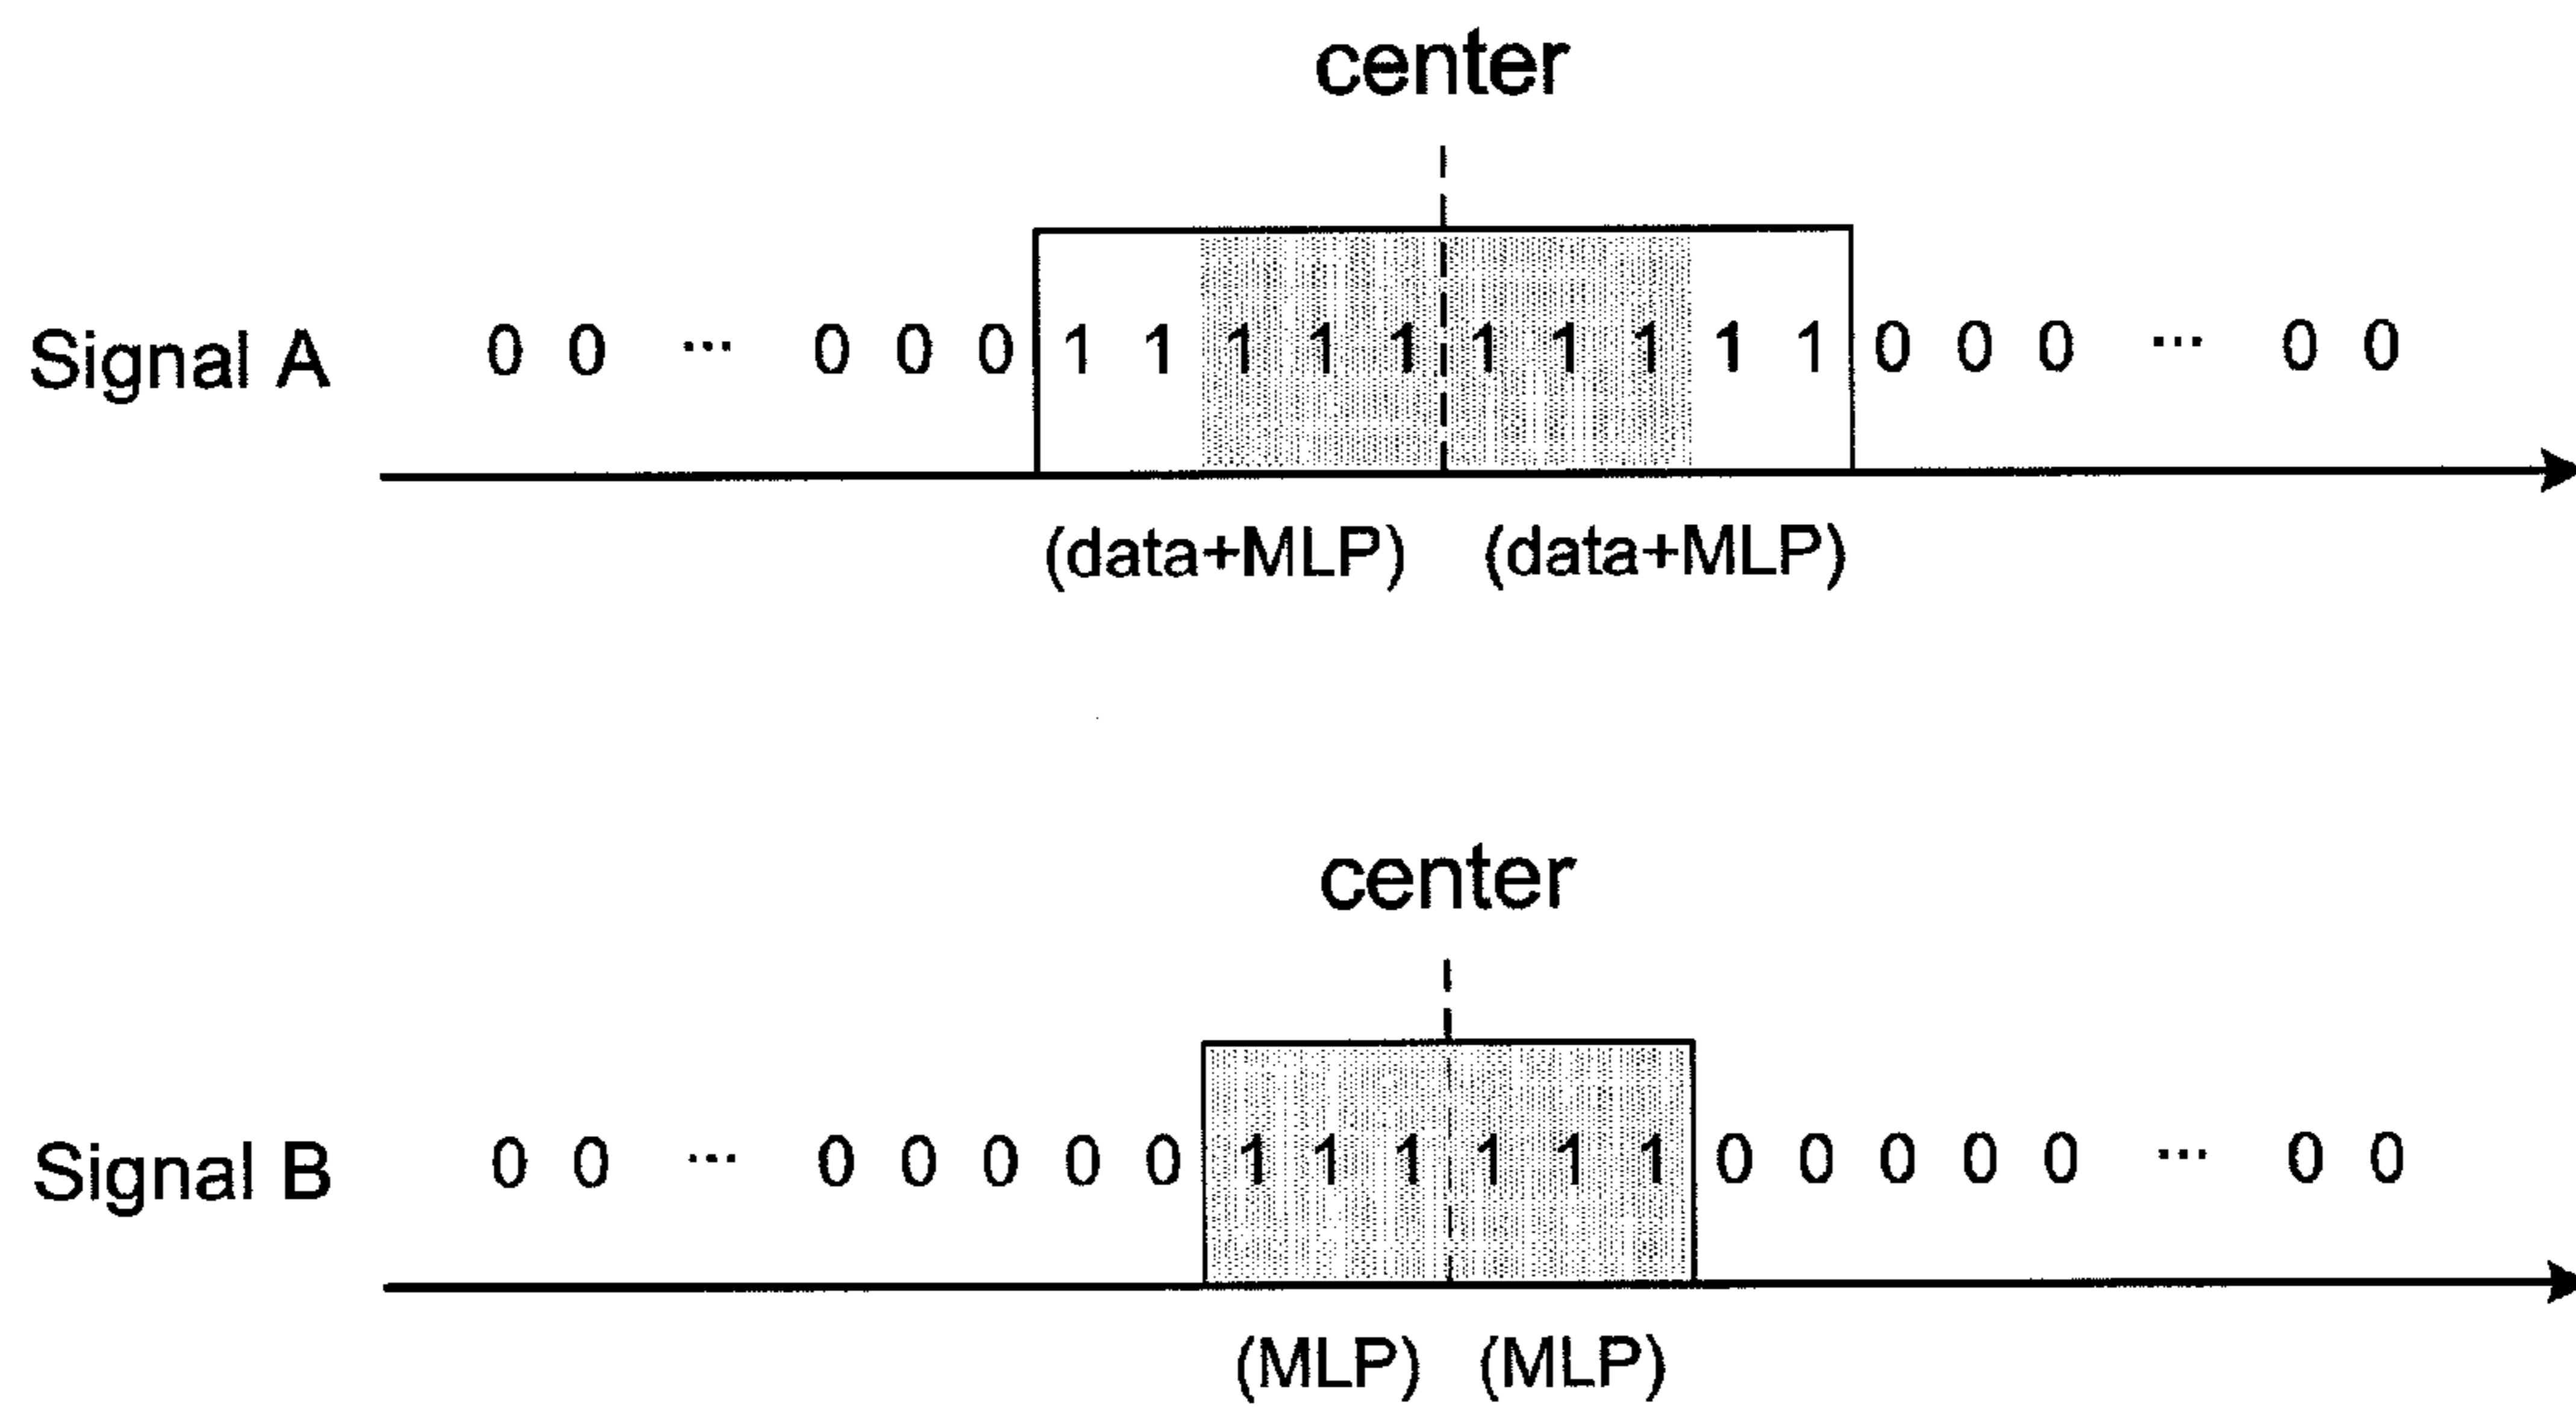 center
Signal A 0 0 ... 0 0 0 1 1 1 1 1 1 1 1 1 1 0 0 0 ... 0 0
(data+MLP) (data+MLP)
center
Signal B 0 0 ... 0 0 0 0 0 1 1 1 1 1 1 0 0 0 0 0 ... 0 0
(MLP) (MLP)